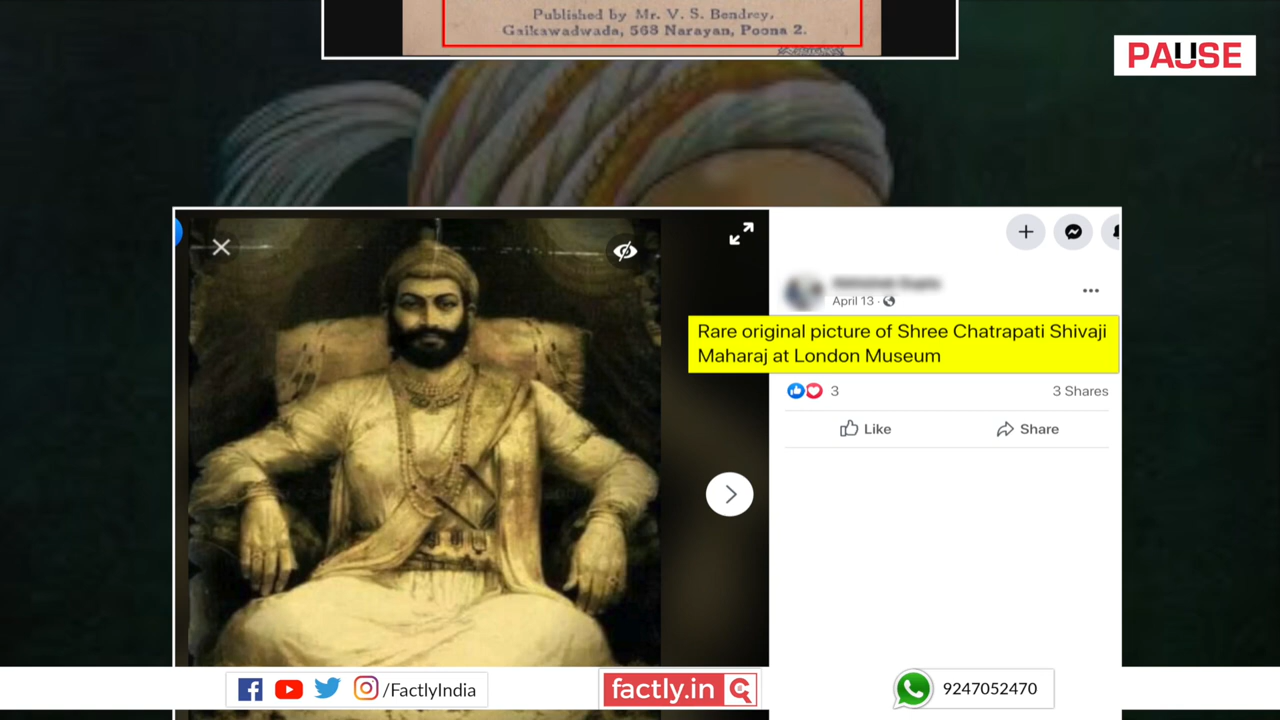 Published by Mr. V. S. Bendrey,
Gaikawadwada, 568 Narayan, Poona 2.
PAUSE
April 13 ·
Rare original picture of Shree Chatrapati Shivaji
Maharaj at London Museum
3
3 Shares
Like
Share
/FactlyIndia
factly.in
9247052470